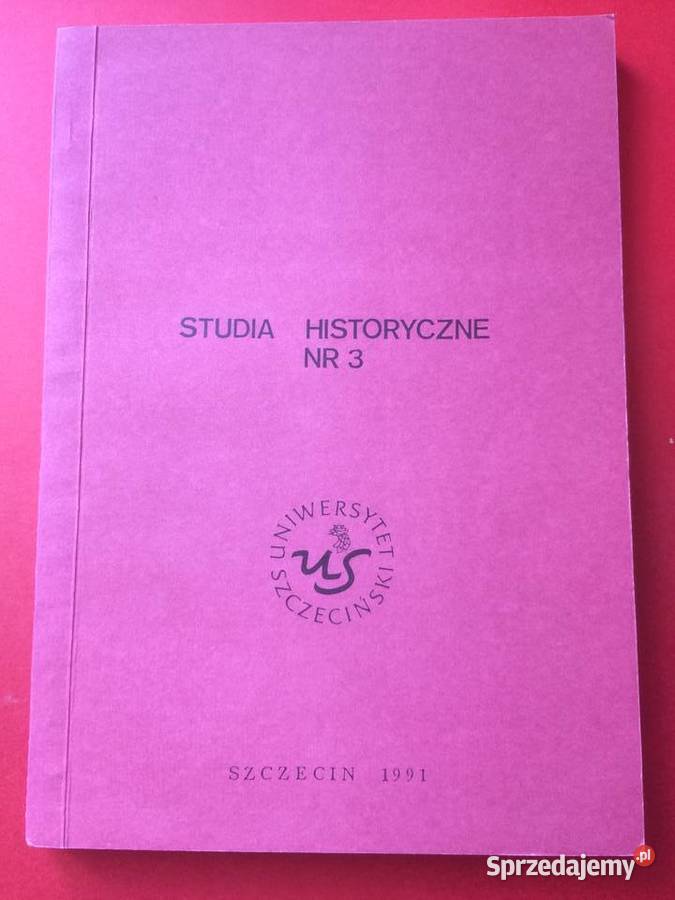 STUDIA HISTORYCZNE
NR 3
UNIWERSYTET
SZCZECIŃSKI
US
SZCZECIN 1991
Sprzedajemy.pl